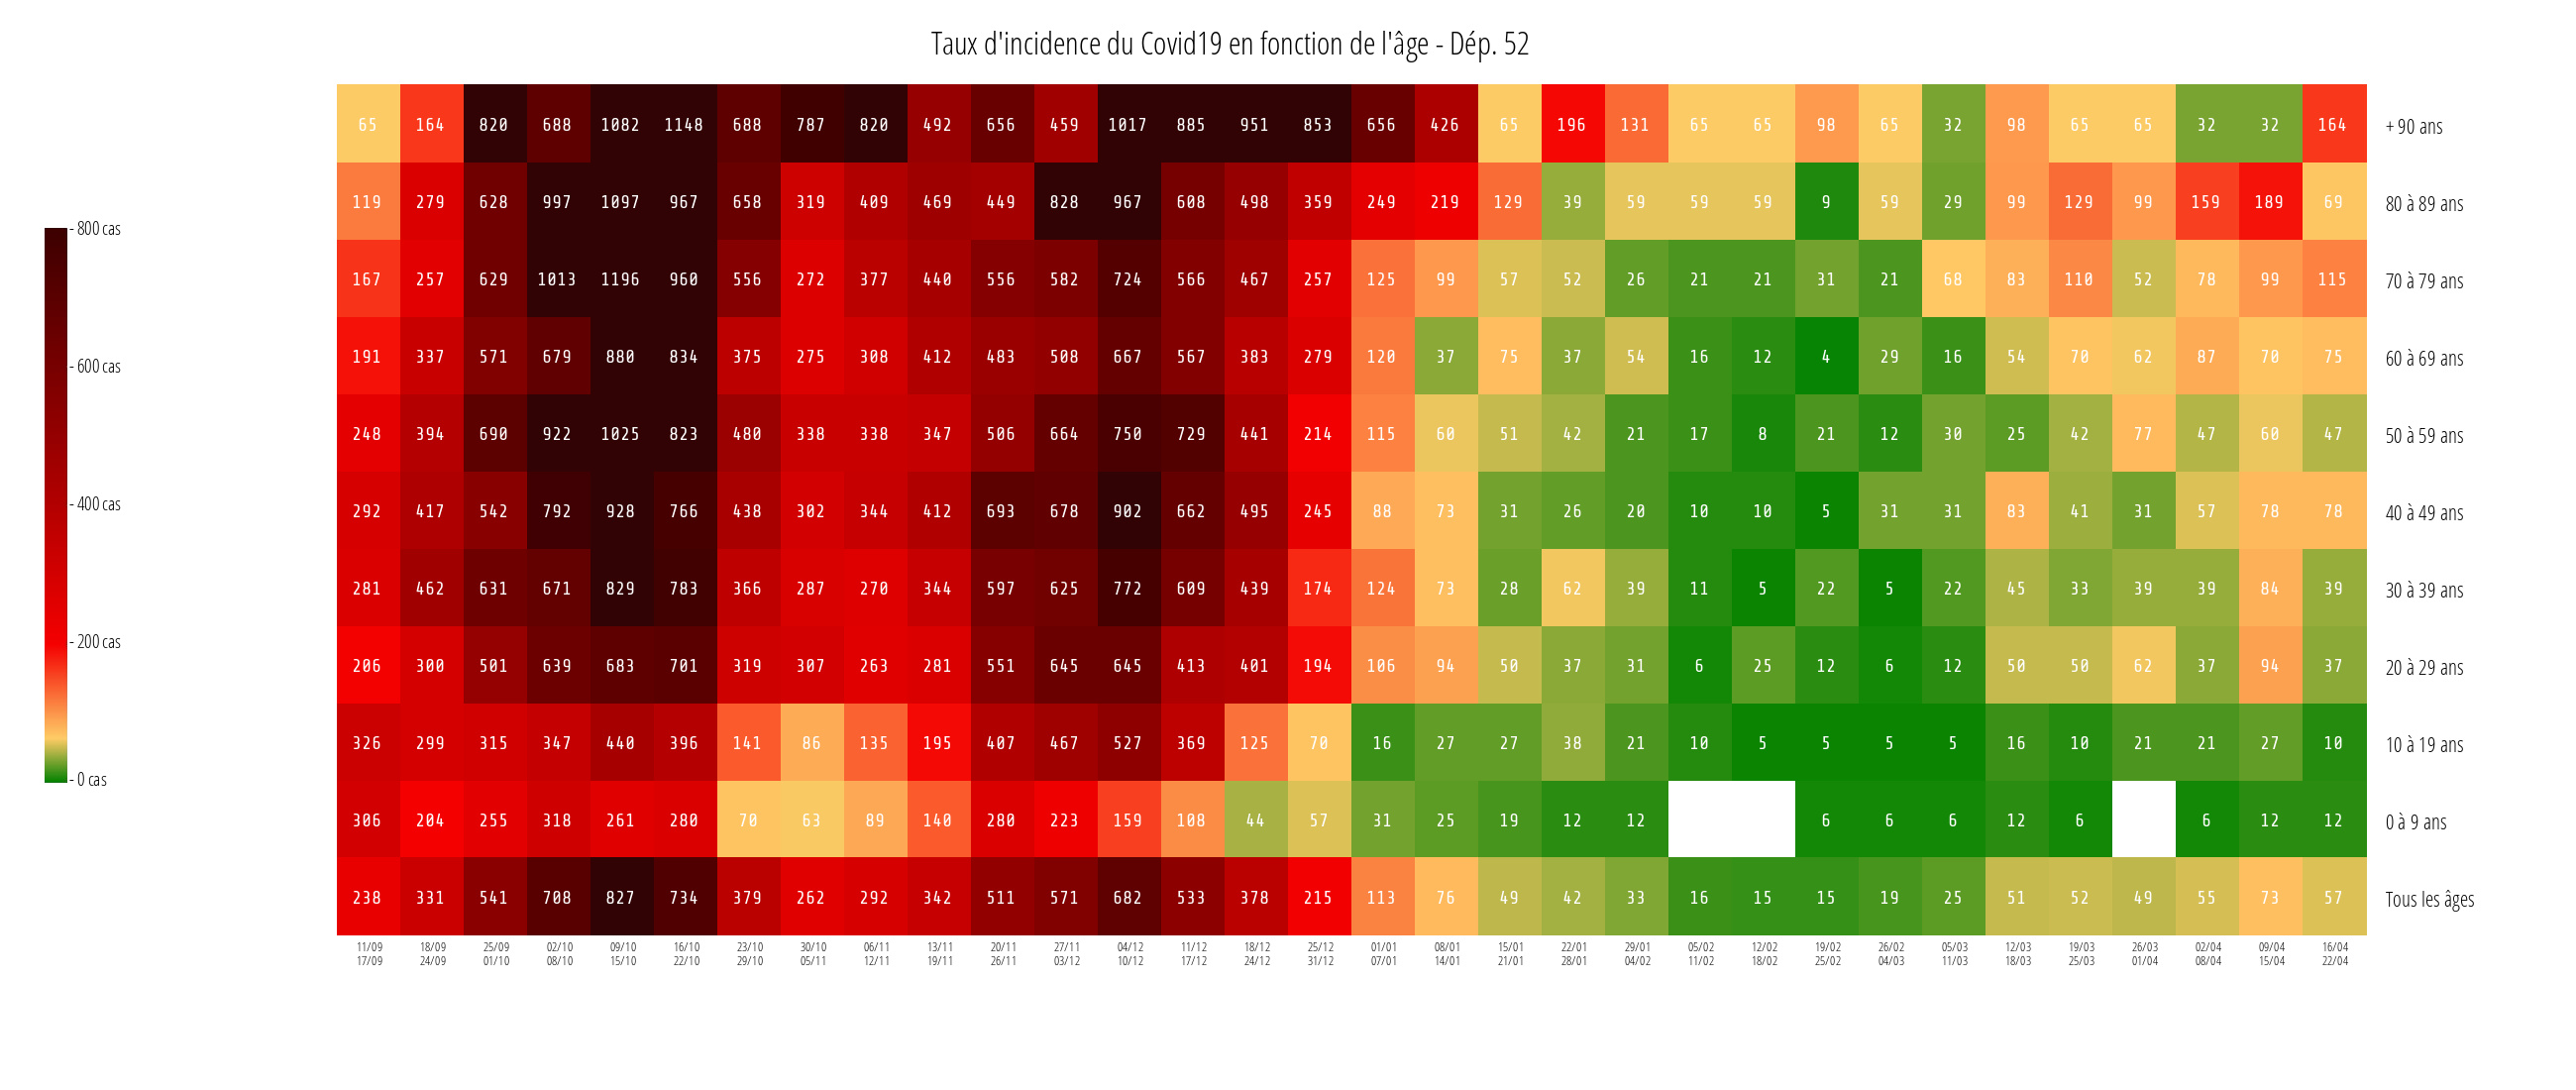 Taux d'incidence du Covid19 en fonction de l'âge - Dép. 52
65 164 820 688 1082 1148 688 787 820 492 656 459 1017 885 951 853 656 426 65 196 131 65 65 98 65 32 98 65 65 32 32 164 + 90 ans
119 279 628 997 1097 967 658 319 409 469 449 828 967 608 498 359 249 219 129 39 59 59 59 9 59 29 99 129 99 159 189 69 80 à 89 ans
167 257 629 1013 1196 960 556 272 377 440 556 582 724 566 467 257 125 99 57 52 26 21 21 31 21 68 83 110 52 78 99 115 70 à 79 ans
191 337 571 679 880 834 375 275 308 412 483 508 667 567 383 279 120 37 75 37 54 16 12 4 29 16 54 70 62 87 70 75 60 à 69 ans
248 394 690 922 1025 823 480 338 338 347 506 664 750 729 441 214 115 60 51 42 21 17 8 21 12 30 25 42 77 47 60 47 50 à 59 ans
292 417 542 792 928 766 438 302 344 412 693 678 902 662 495 245 88 73 31 26 20 10 10 5 31 31 83 41 31 57 78 78 40 à 49 ans
281 462 631 671 829 783 366 287 270 344 597 625 772 609 439 174 124 73 28 62 39 11 5 22 5 22 45 33 39 39 84 39 30 à 39 ans
206 300 501 639 683 701 319 307 263 281 551 645 645 413 401 194 106 94 50 37 31 6 25 12 6 12 50 50 62 37 94 37 20 à 29 ans
326 299 315 347 440 396 141 86 135 195 407 467 527 369 125 70 16 27 27 38 21 10 5 5 5 5 16 10 21 21 27 10 10 à 19 ans
306 204 255 318 261 280 70 63 89 140 280 223 159 108 44 57 31 25 19 12 12 6 6 6 12 6 6 12 12 0 à 9 ans
238 331 541 708 827 734 379 262 292 342 511 571 682 533 378 215 113 76 49 42 33 16 15 15 19 25 51 52 49 55 73 57 Tous les âges
11/09 18/09 25/09 02/10 09/10 16/10 23/10 30/10 06/11 13/11 20/11 27/11 04/12 11/12 18/12 25/12 01/01 08/01 15/01 22/01 29/01 05/02 12/02 19/02 26/02 05/03 12/03 19/03 26/03 02/04 09/04 16/04
17/09 24/09 01/10 08/10 15/10 22/10 29/10 05/11 12/11 19/11 26/11 03/12 10/12 17/12 24/12 31/12 07/01 14/01 21/01 28/01 04/02 11/02 18/02 25/02 04/03 11/03 18/03 25/03 01/04 08/04 15/04 22/04
- 800 cas
- 600 cas
- 400 cas
- 200 cas
- 0 cas